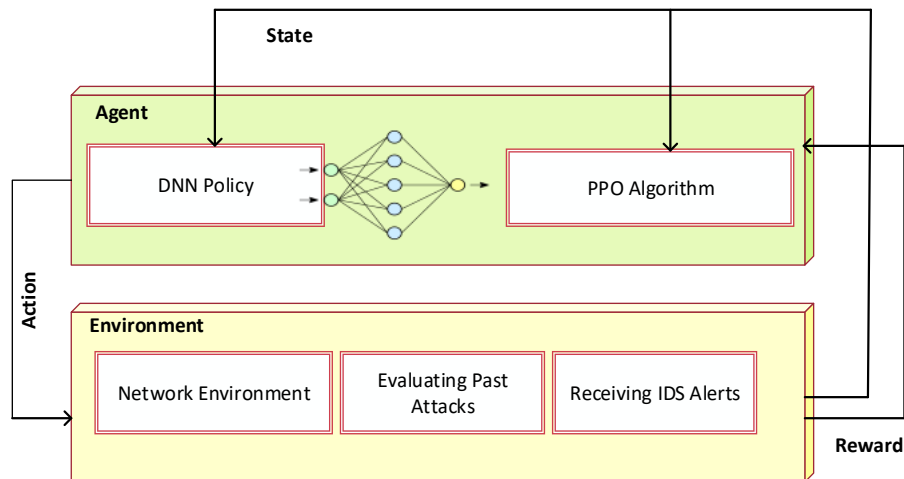 State
Agent
DNN Policy
PPO Algorithm
Action
Environment
Network Environment
Evaluating Past
Attacks
Receiving IDS Alerts
Reward